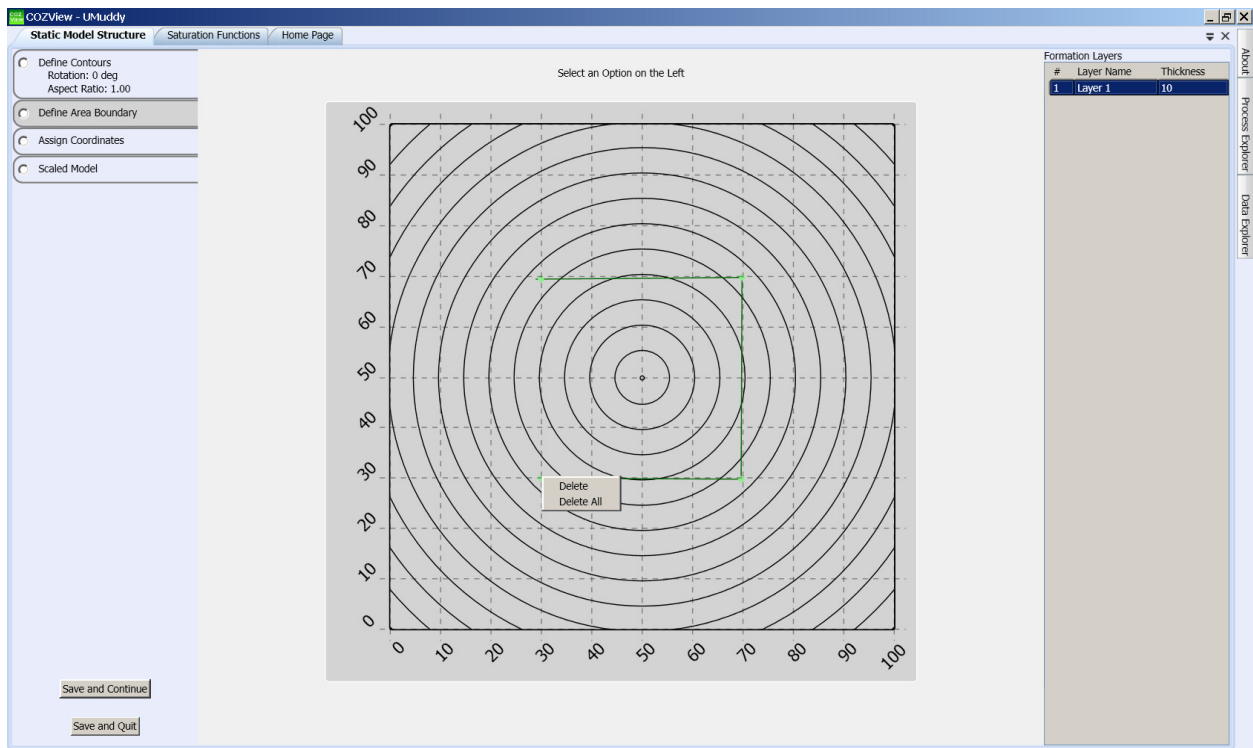 COZ View COZView - UMuddy
Static Model Structure Saturation Functions Home Page
Define Contours
Rotation: 0 deg
Aspect Ratio: 1.00
Define Area Boundary
Assign Coordinates
Scaled Model
Save and Continue
Save and Quit
Select an Option on the Left
100
90
80
70
60
50
40
30
20
10
0
Delete
Delete All
0 10 20 30 40 50 60 70 80 90 100
Formation Layers
# Layer Name Thickness
1 Layer 1 10
About
Process Explorer
Data Explorer